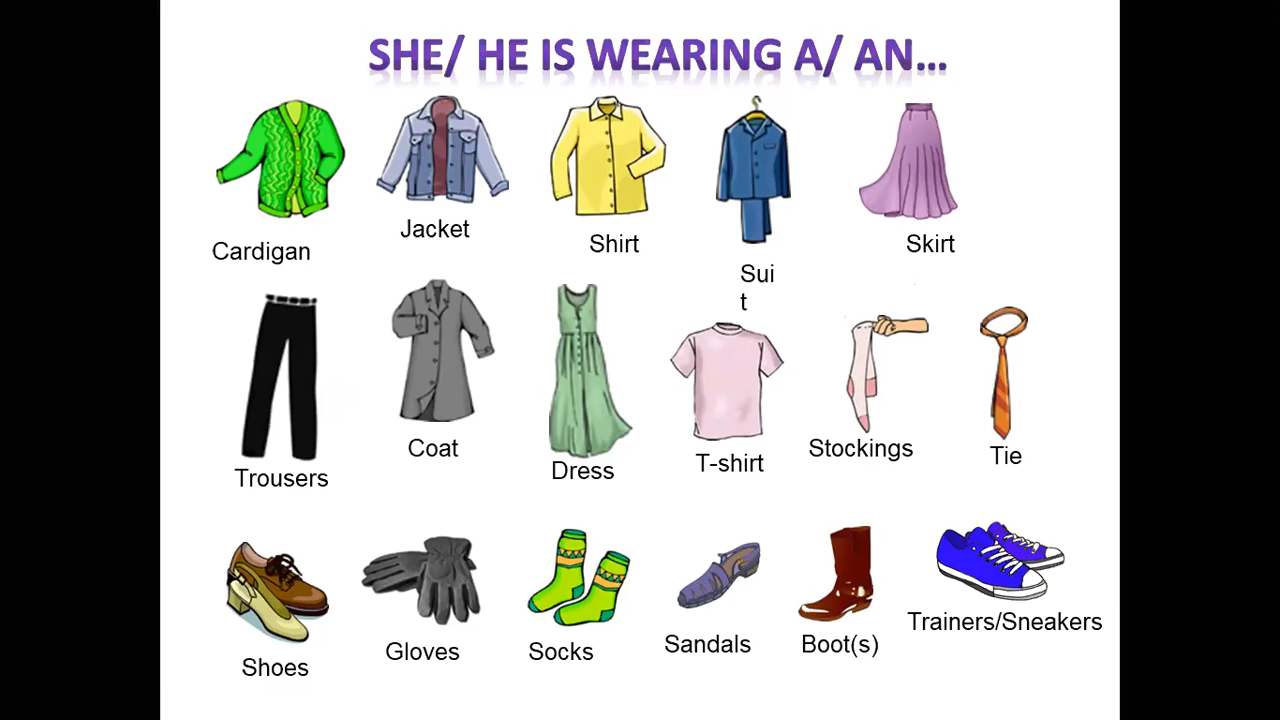 SHE/ HE IS WEARING A/ AN...
Cardigan
Jacket
Shirt
Sui
t
Skirt
Trousers
Coat
Dress
T-shirt
Stockings
Tie
Shoes
Gloves
Socks
Sandals
Boot(s)
Trainers/Sneakers